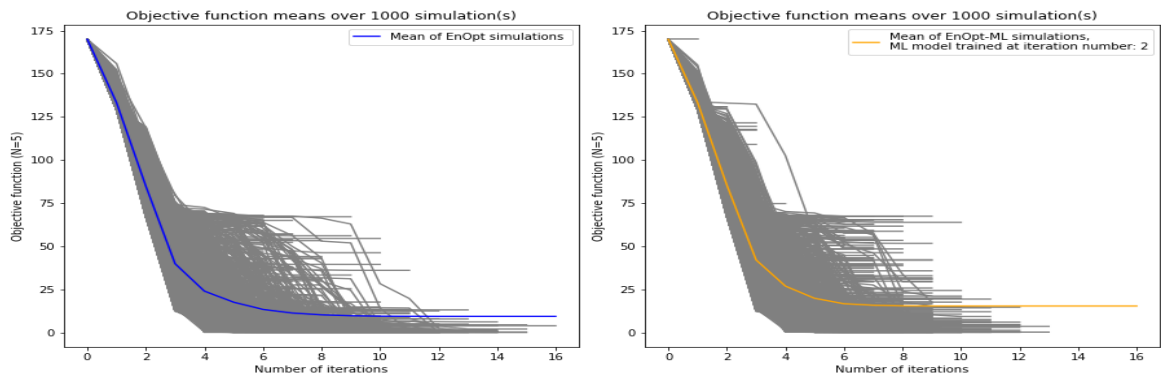 Objective function means over 1000 simulation(s)
Mean of EnOpt simulations
175
150
125
100
75
50
25
0
Objective function (N=5)
0 2 4 6 8 10 12 14 16
Number of iterations
Objective function means over 1000 simulation(s)
Mean of EnOpt-ML simulations,
ML model trained at iteration number: 2
175
150
125
100
75
50
25
0
Objective function (N=5)
0 2 4 6 8 10 12 14 16
Number of iterations